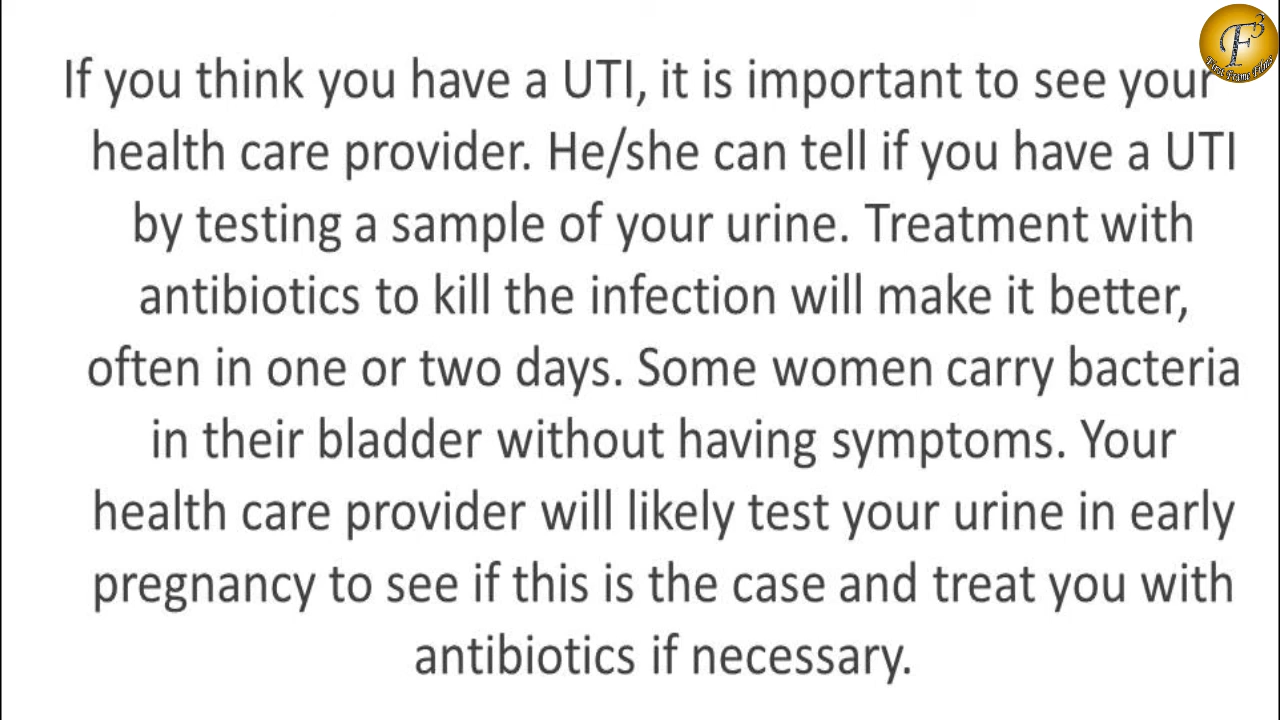 If you think you have a UTI, it is important to see your
health care provider. He/she can tell if you have a UTI
by testing a sample of your urine. Treatment with
antibiotics to kill the infection will make it better,
often in one or two days. Some women carry bacteria
in their bladder without having symptoms. Your
health care provider will likely test your urine in early
pregnancy to see if this is the case and treat you with
antibiotics if necessary.
F3
First Frame Films